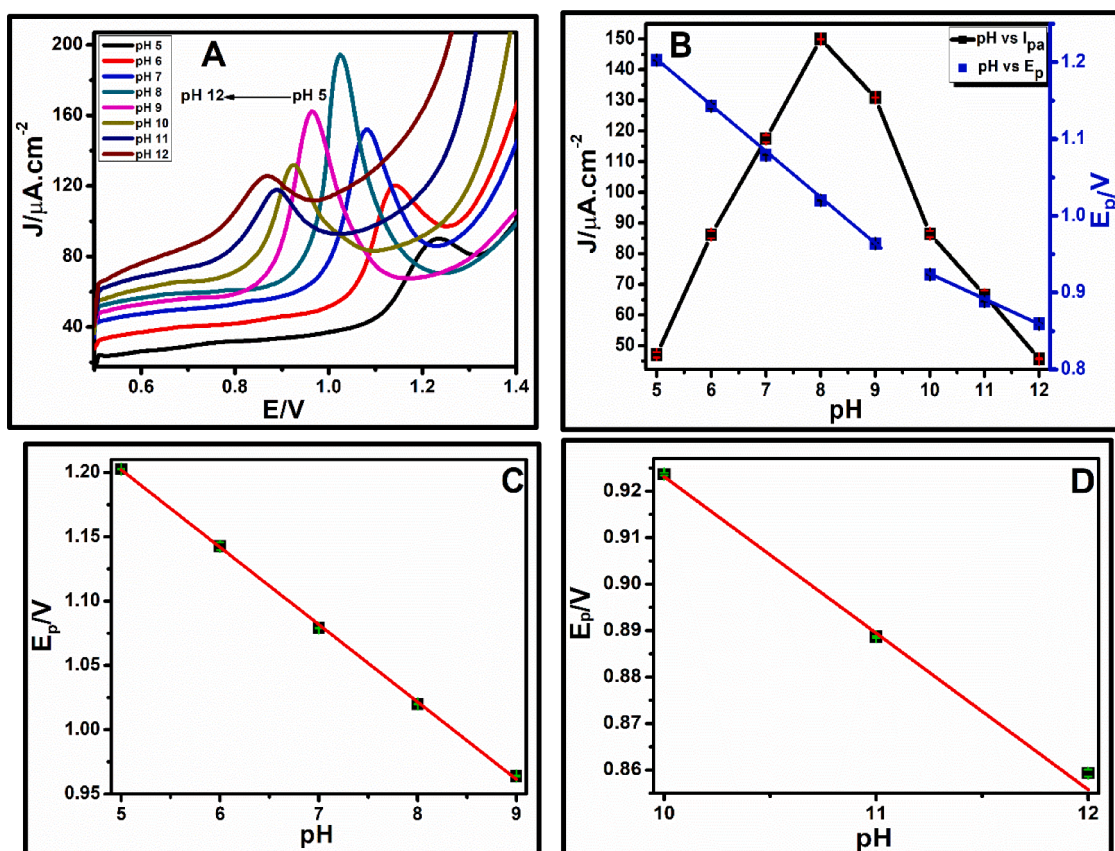 A
pH 5
pH 6
pH 7
pH 8
pH 9
pH 10
pH 11
pH 12
pH 12 pH 5
J/μA.cm-2
200
160
120
80
40
0.6 0.8 1.0 1.2 1.4
E/V
B
pH vs Ipa
pH vs Ep
J/μA.cm-2
150
140
130
120
150
100
90
80
70
60
50
1.2
1.1
1.0
0.9
0.8
Ep/V
5 6 7 8 9 10 11 12
pH
C
Ep/V
1.20
1.15
1.10
1.05
1.00
0.95
5 6 7 8 9
pH
D
Ep/V
0.92
0.91
0.90
0.89
0.88
0.87
0.86
10 11 12
pH